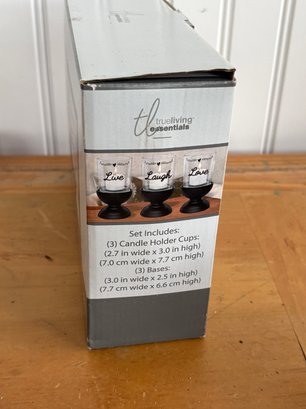 tl trueliving
essentials
Live Laugh Love
Set Includes:
(3) Candle Holder Cups:
(2.7 in wide x 3.0 in high)
(7.0 cm wide x 7.7 cm high)
(3) Bases:
(3.0 in wide x 2.5 in high)
(7.7 cm wide x 6.6 cm high)